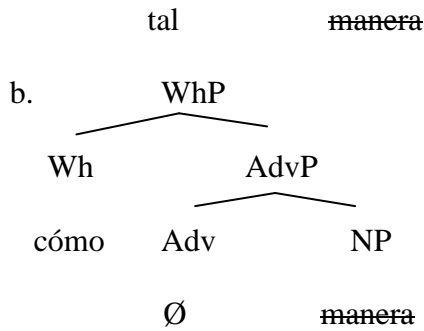 tal manera
b. WhP
Wh AdvP
cómo Adv NP
Ø manera